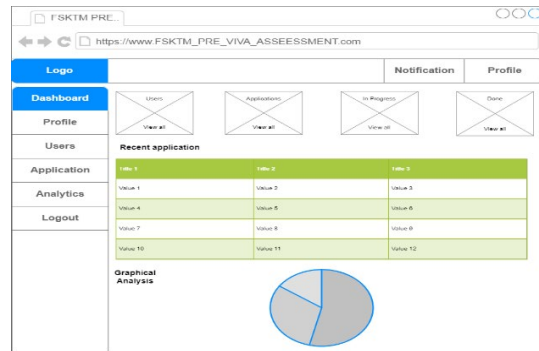 FSKTM PRE..
https://www.FSKTM_PRE_VIVA_ASSEESSMENT.com
Logo
Notification
Profile
Dashboard
Profile
Users
Application
Analytics
Logout
Users
View all
Applications
View all
In Progress
View all
Done
View all
Recent application
Title 1 Title 2 Title 3
Value 1 Value 2 Value 3
Value 4 Value 5 Value 6
Value 7 Value 8 Value 9
Value 10 Value 11 Value 12
Graphical
Analysis